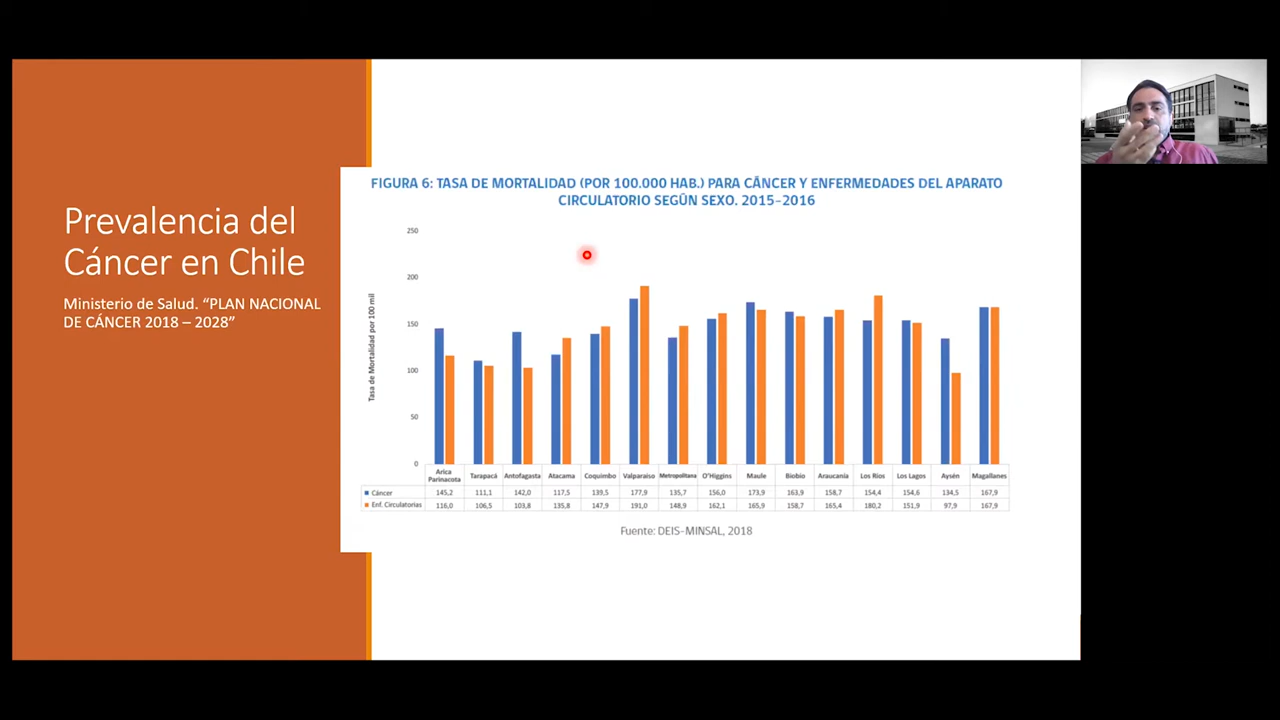 Prevalencia del
Cáncer en Chile
Ministerio de Salud. “PLAN NACIONAL
DE CÁNCER 2018 – 2028”
FIGURA 6: TASA DE MORTALIDAD (POR 100.000 HAB.) PARA CÁNCER Y ENFERMEDADES DEL APARATO
CIRCULATORIO SEGÚN SEXO. 2015-2016
Tasa de Mortalidad por 100 mil
250
200
150
100
50
0
Arica Parinacota Tarapacá Antofagasta Atacama Coquimbo Valparaíso Metropolitana O'Higgins Maule Biobío Araucanía Los Ríos Los Lagos Aysén Magallanes
Cáncer 145,2 111,1 142,0 117,5 139,5 177,9 135,7 156,0 173,9 163,9 158,7 154,4 154,6 134,5 167,9
Enf. Circulatorias 116,0 106,5 103,8 135,8 147,9 191,0 148,9 162,1 165,9 158,7 165,4 180,2 151,9 97,9 167,9
Fuente: DEIS-MINSAL, 2018